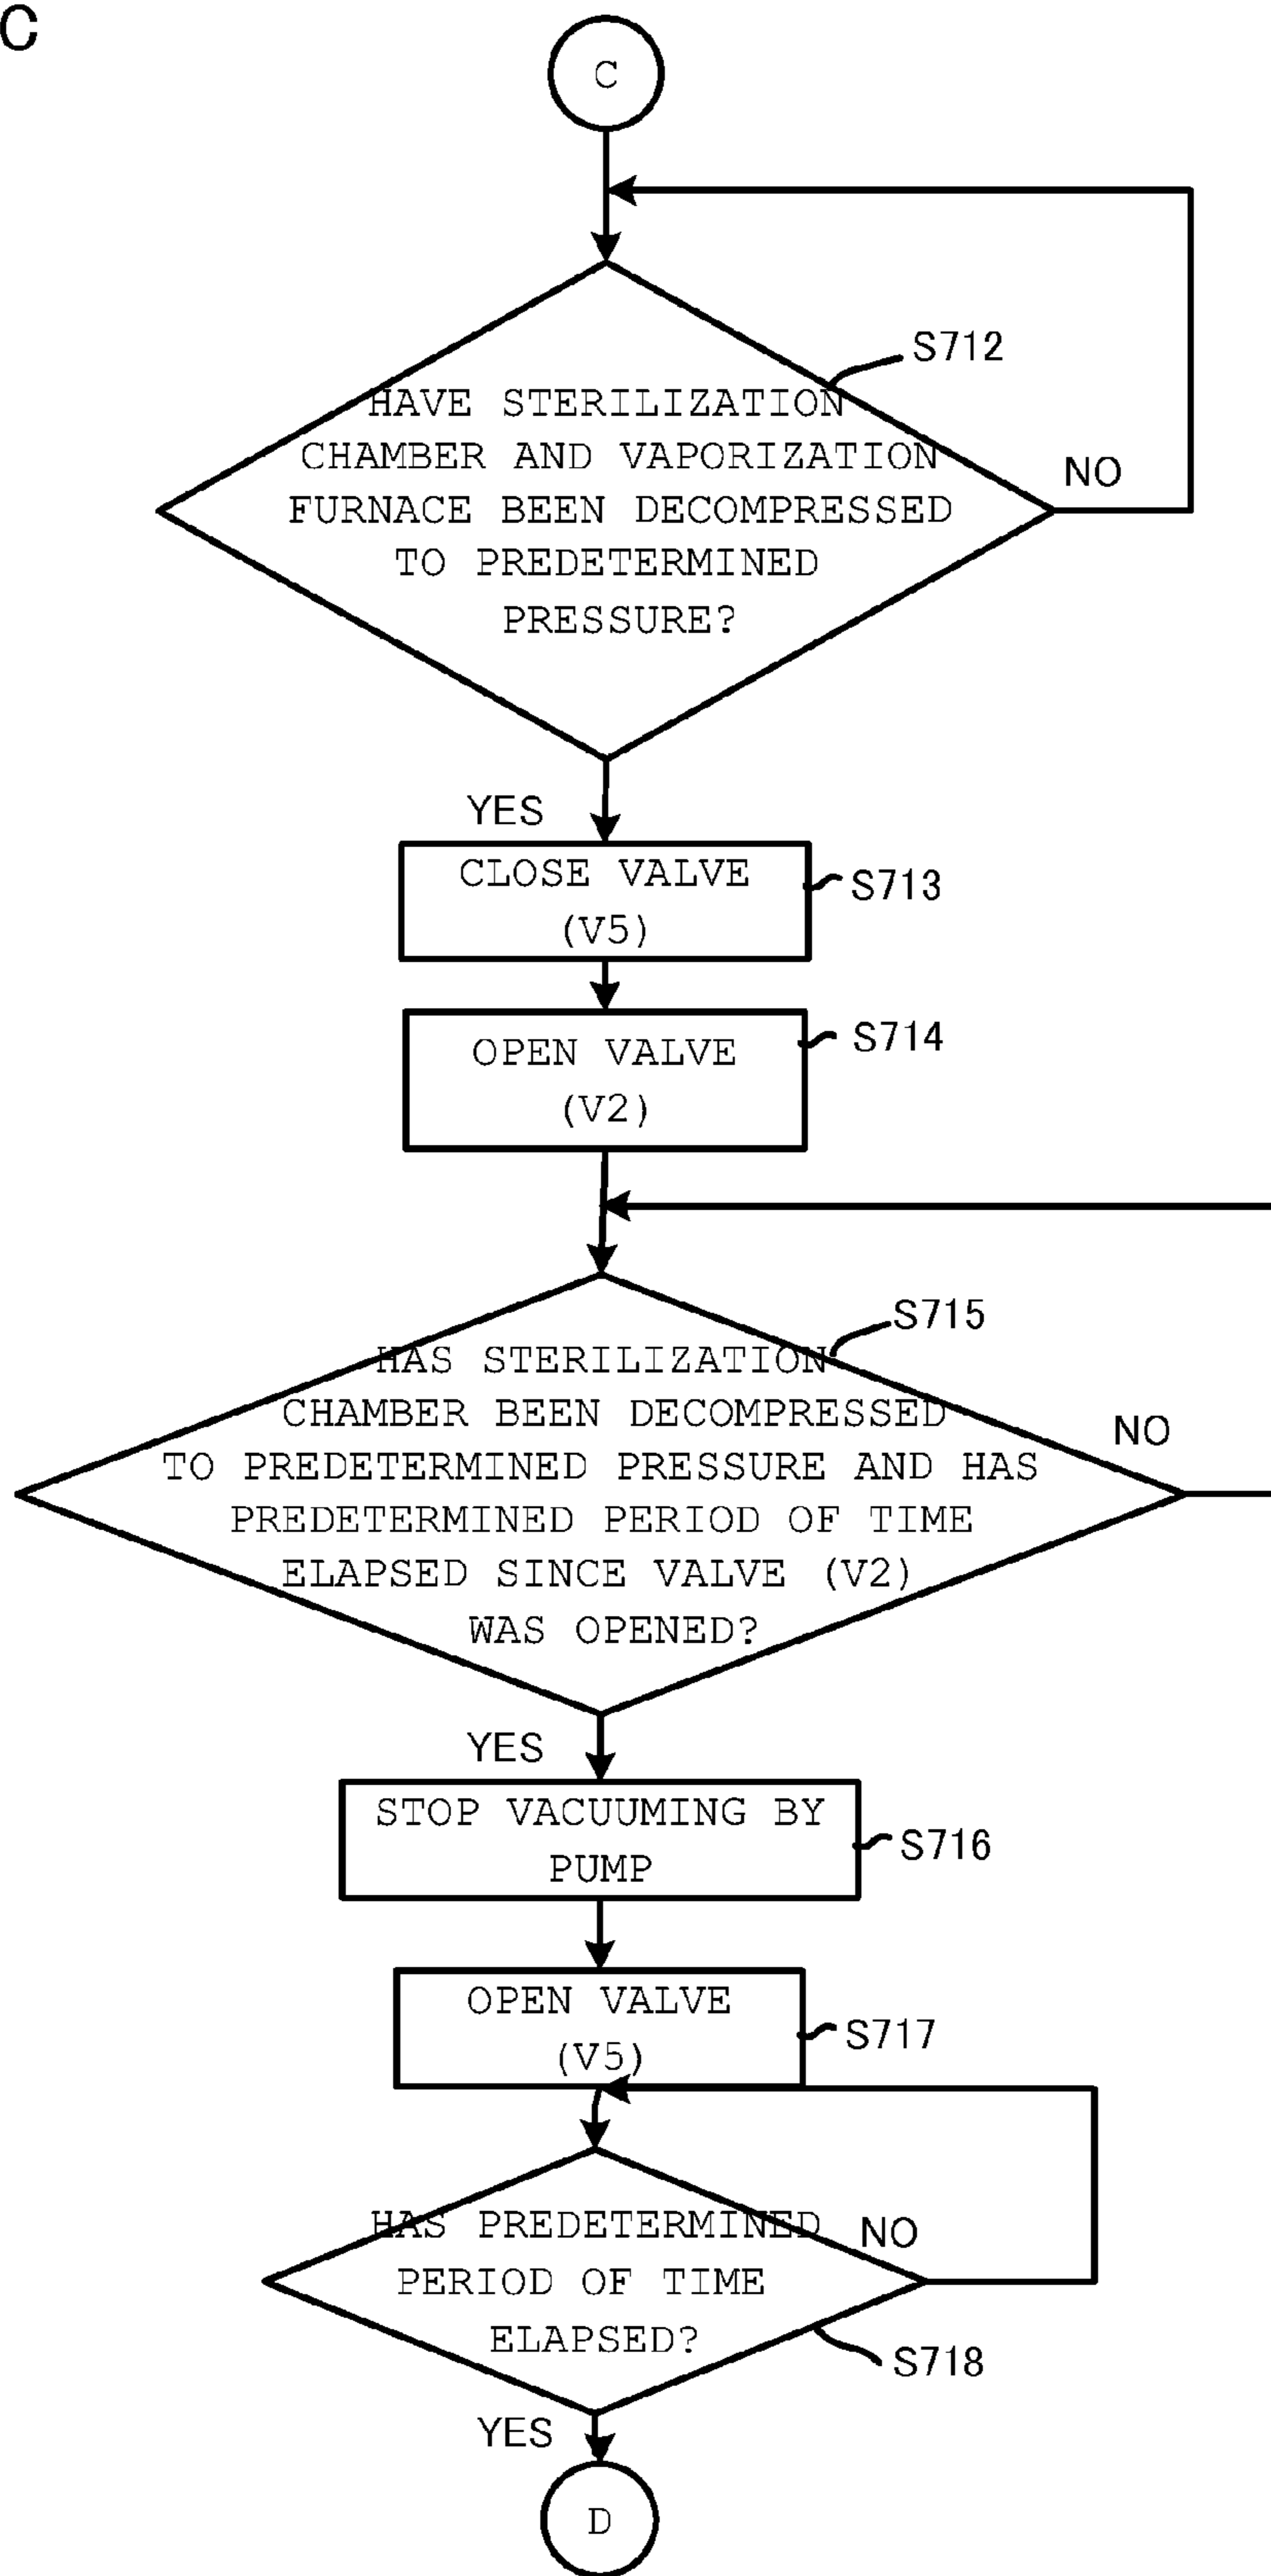 C
C
S712
HAVE STERILIZATION
CHAMBER AND VAPORIZATION
FURNACE BEEN DECOMPRESSED
TO PREDETERMINED
PRESSURE?
NO
YES
CLOSE VALVE
(V5)
S713
OPEN VALVE
(V2)
S714
S715
HAS STERILIZATION
CHAMBER BEEN DECOMPRESSED
TO PREDETERMINED PRESSURE AND HAS
PREDETERMINED PERIOD OF TIME
ELAPSED SINCE VALVE (V2)
WAS OPENED?
NO
YES
STOP VACUUMING BY
PUMP
S716
OPEN VALVE
(V5)
S717
HAS PREDETERMINED
PERIOD OF TIME
ELAPSED?
NO
S718
YES
D